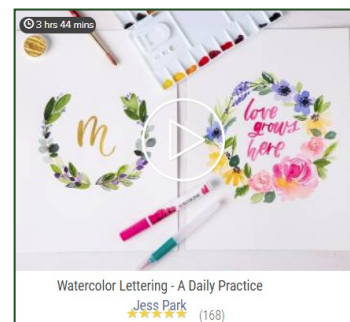 3 hrs 44 mins
m
love
grows
here
Watercolor Lettering - A Daily Practice
Jess Park
(168)